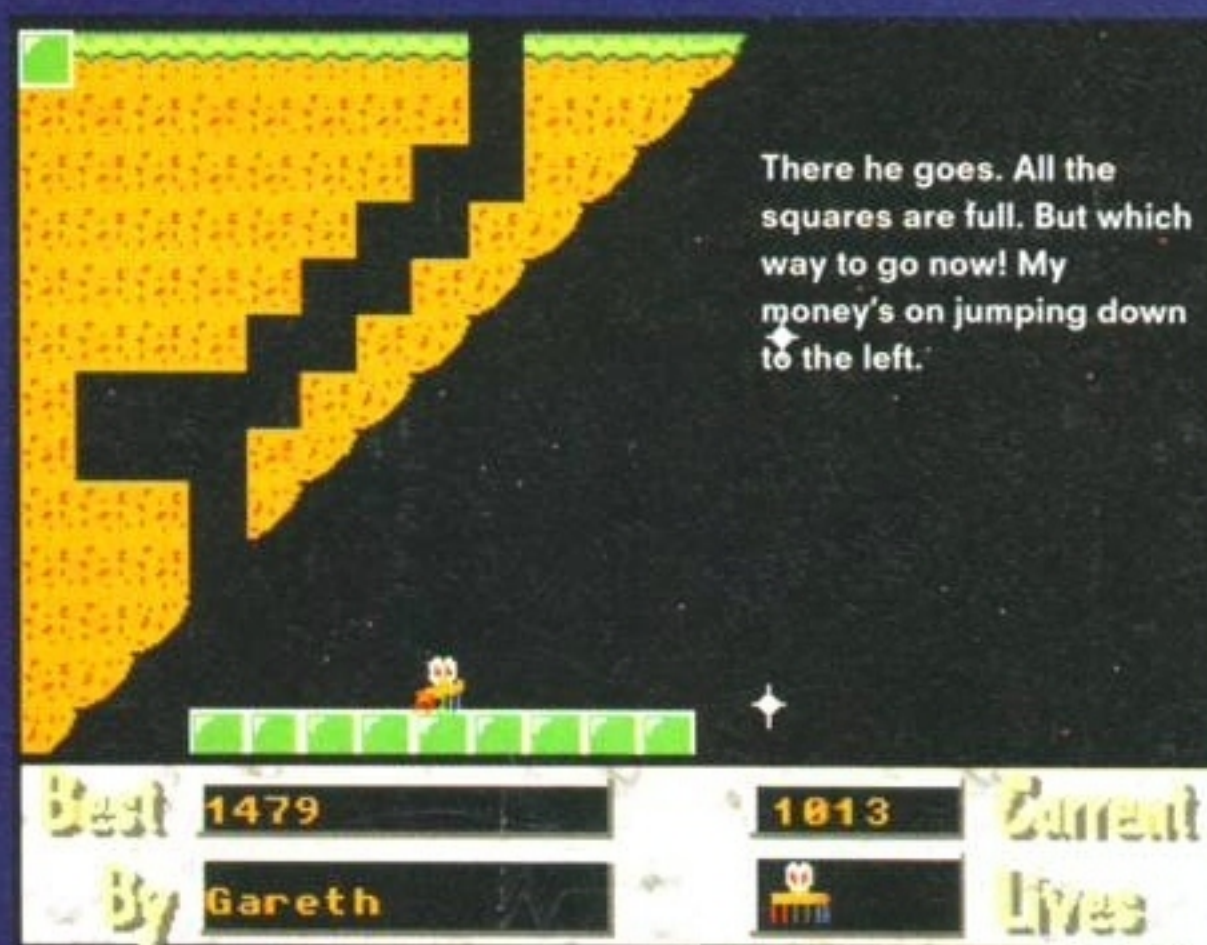 There he goes. All the
squares are full. But which
way to go now! My
money's on jumping down
to the left.
Best 1479 1013 Current
By Gareth Lives